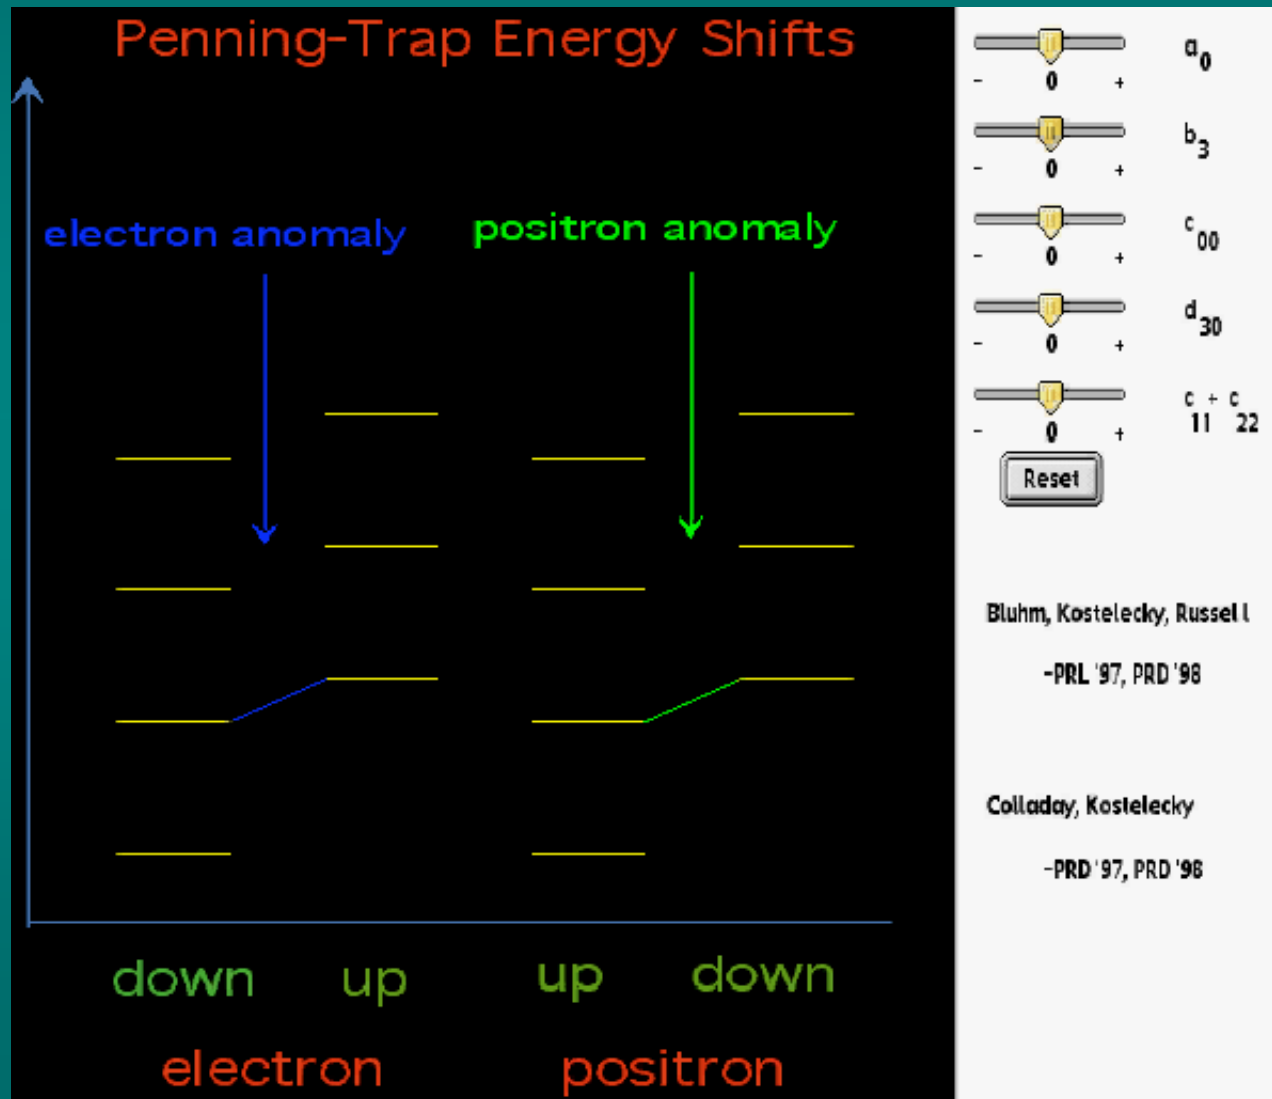 Penning-Trap Energy Shifts
electron anomaly
positron anomaly
down up up down
electron positron
a0
- 0 +
b3
- 0 +
c00
- 0 +
d30
- 0 +
c11 + c22
- 0 +
Reset
Bluhm, Kostelecky, Russell
-PRL '97, PRD '98
Colladay, Kostelecky
-PRD '97, PRD '98